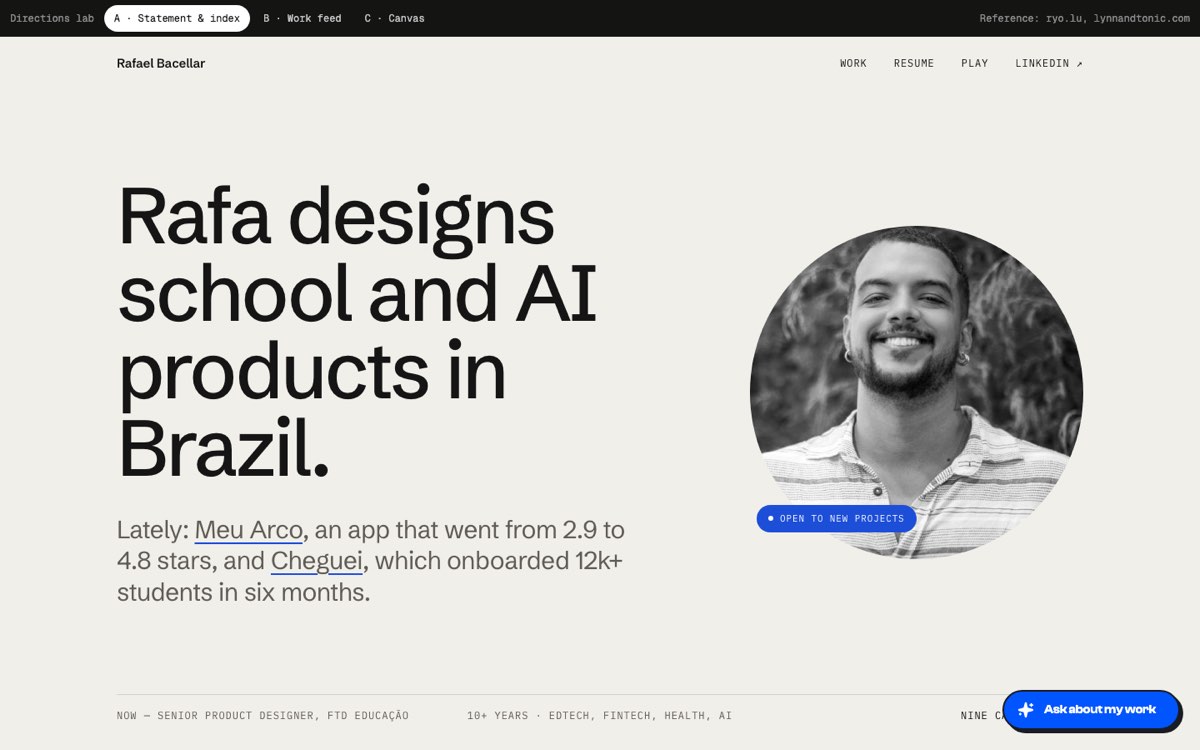 Directions lab
A · Statement & index
B · Work feed
C · Canvas
Reference: ryo.lu, lynnandtonic.com
Rafael Bacellar
WORK
RESUME
PLAY
LINKEDIN ↗
Rafa designs
school and AI
products in
Brazil.
Lately: Meu Arco, an app that went from 2.9 to
4.8 stars, and Cheguei, which onboarded 12k+
students in six months.
OPEN TO NEW PROJECTS
NOW — SENIOR PRODUCT DESIGNER, FTD EDUCAÇÃO
10+ YEARS · EDTECH, FINTECH, HEALTH, AI
NINE
Ask about my work